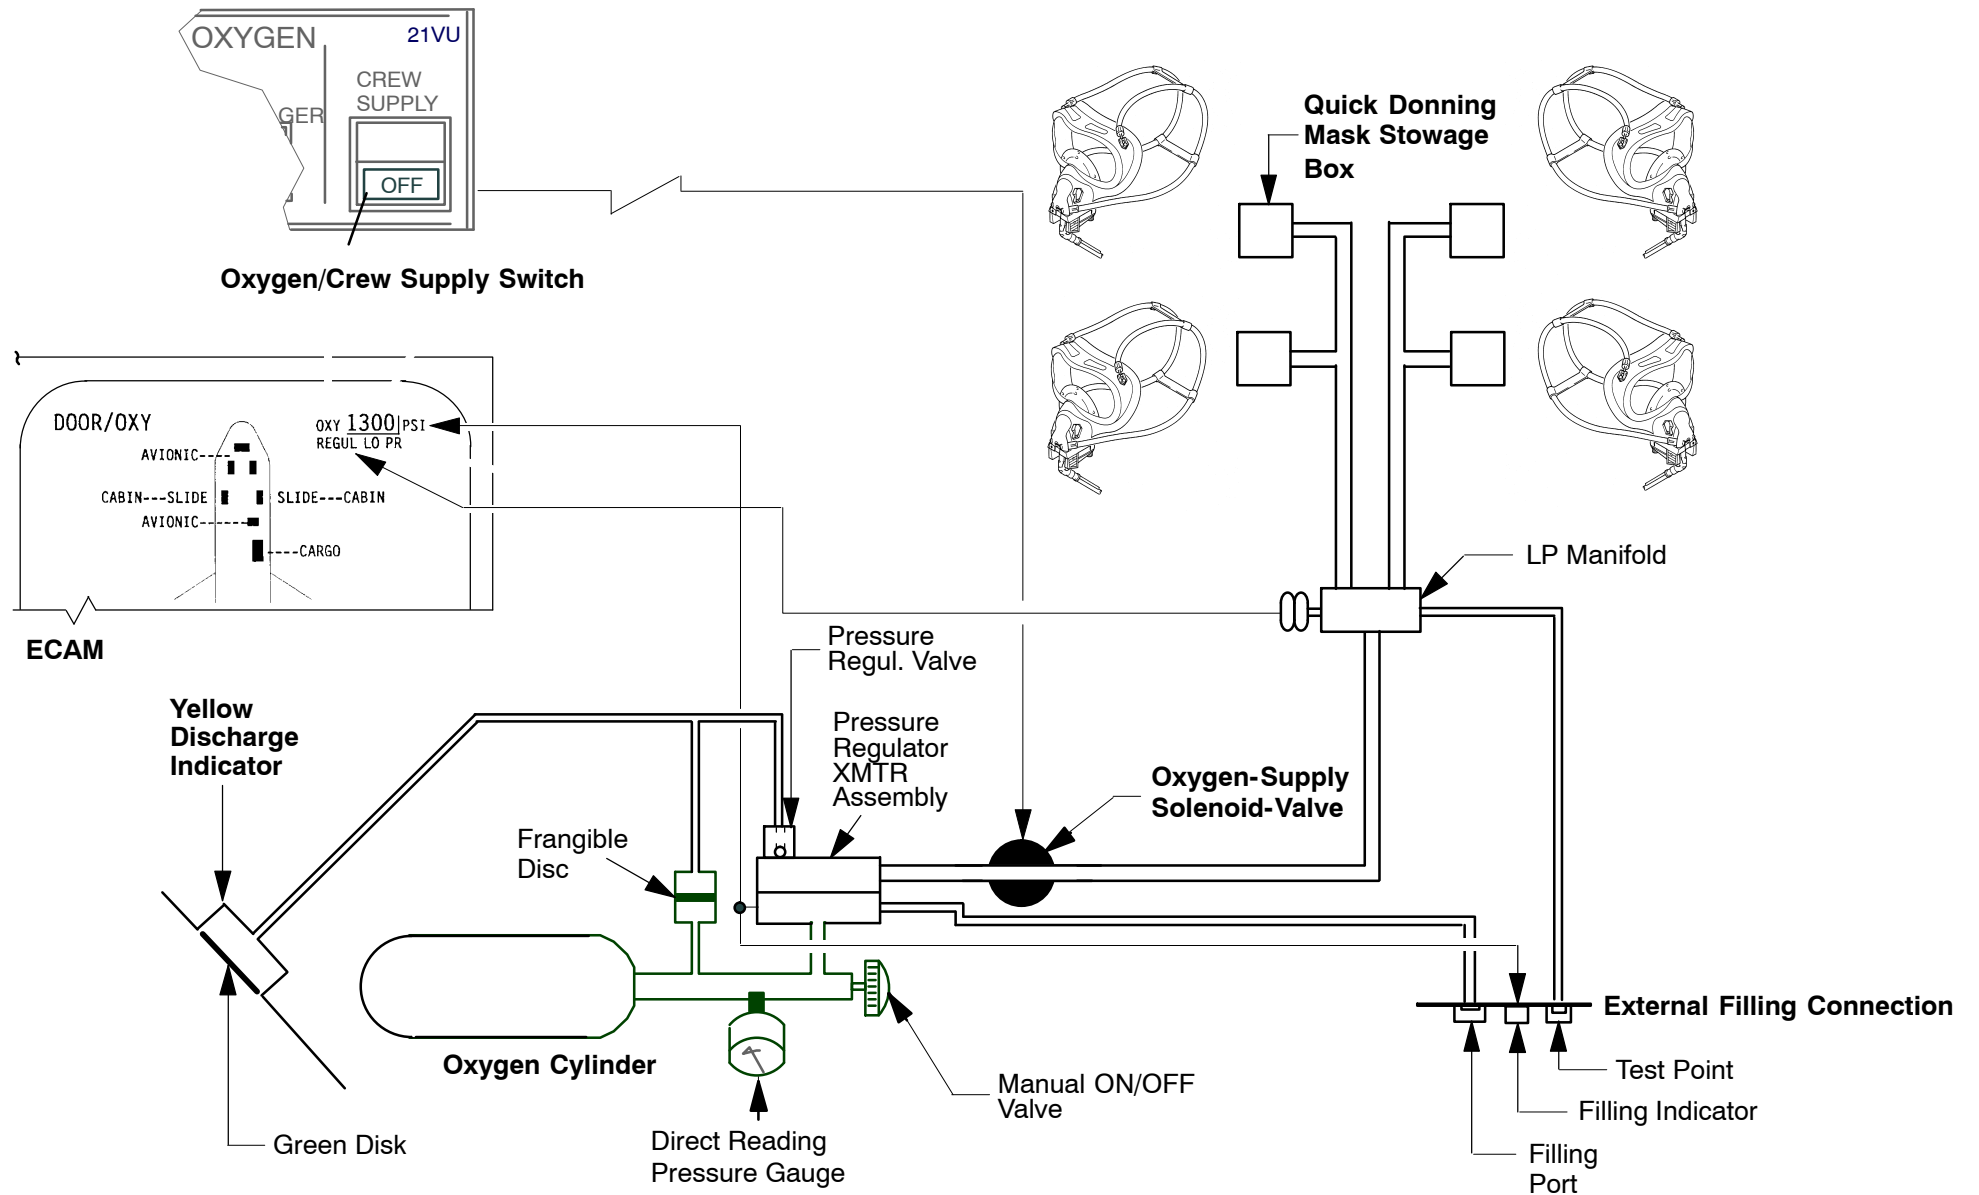 OXYGEN
21VU
CREW
SUPPLY
GER
OFF
Oxygen/Crew Supply Switch
Quick Donning
Mask Stowage
Box
DOOR/OXY
OXY 1300 PSI
REGUL LO PR
AVIONIC
CABIN---SLIDE
SLIDE---CABIN
AVIONIC
CARGO
ECAM
LP Manifold
Pressure
Regul. Valve
Yellow
Discharge
Indicator
Pressure
Regulator
XMTR
Assembly
Oxygen-Supply
Solenoid-Valve
Frangible
Disc
External Filling Connection
Oxygen Cylinder
Manual ON/OFF
Valve
Test Point
Filling Indicator
Green Disk
Direct Reading
Pressure Gauge
Filling
Port